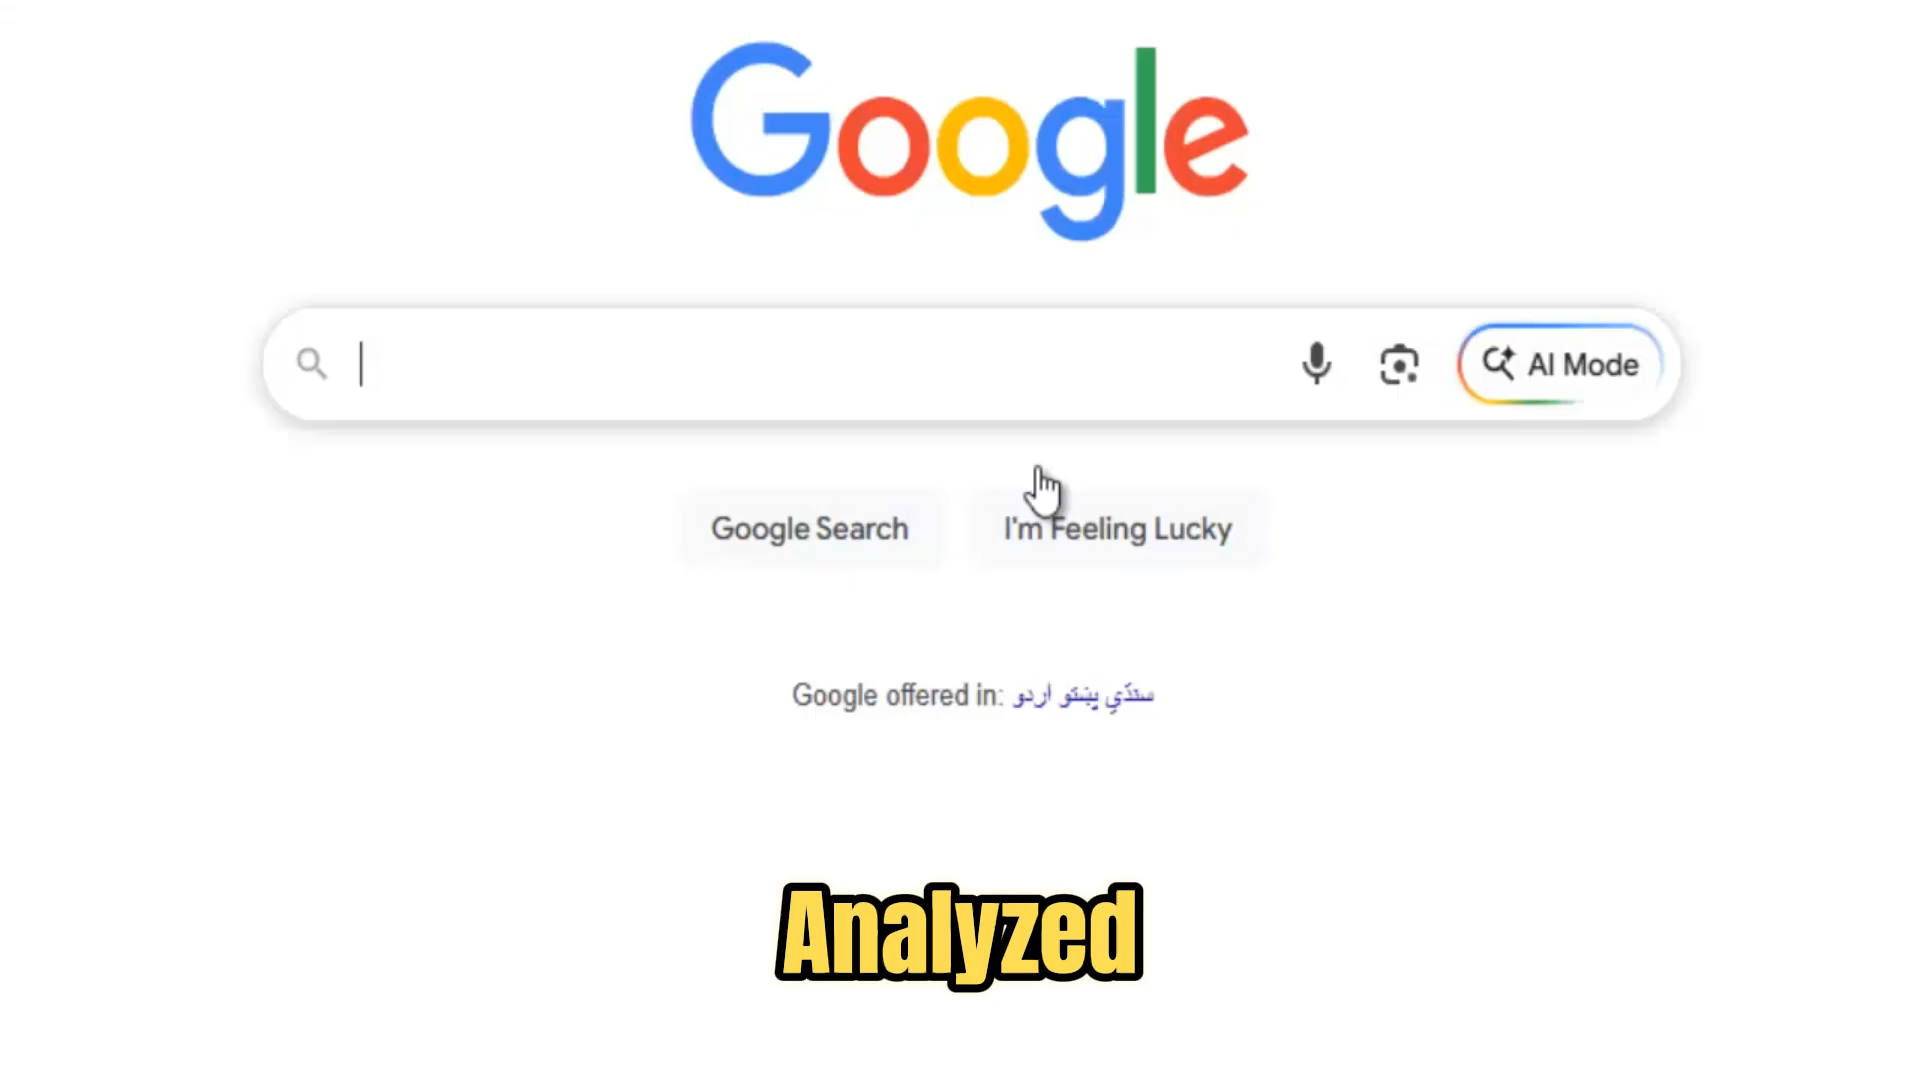 Google
AI Mode
Google Search I'm Feeling Lucky
Google offered in: اردو پښتو سنڌي
Analyzed